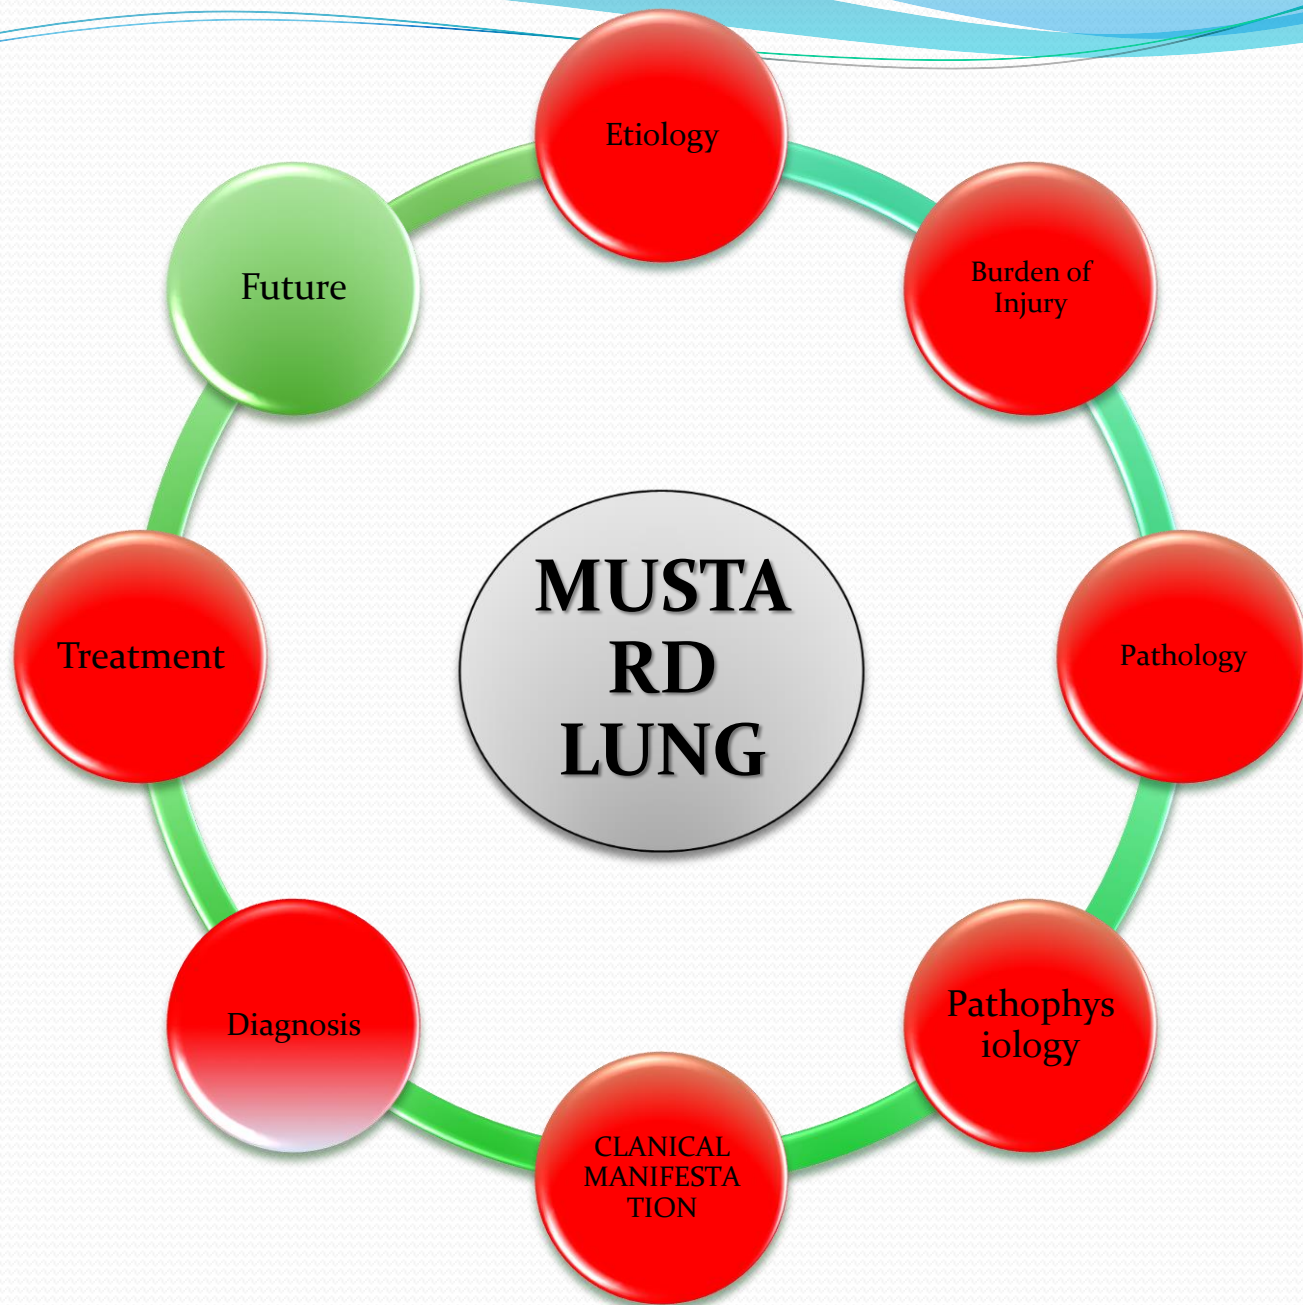 Etiology
Burden of
Injury
Pathology
Pathophys
iology
CLANICAL
MANIFESTA
TION
Diagnosis
Treatment
Future
MUSTA
RD
LUNG